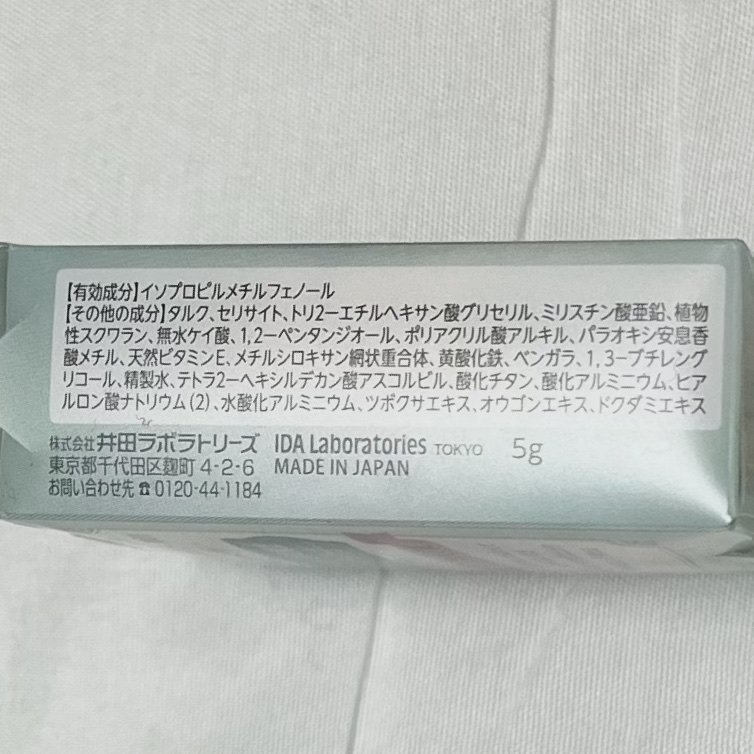 【有効成分】イソプロピルメチルフェノール
【その他の成分】タルク、セリサイト、トリ2ーエチルヘキサン酸グリセリル、ミリスチン酸亜鉛、植物
性スクワラン、無水ケイ酸、1,2ーペンタンジオール、ポリアクリル酸アルキル、パラオキシ安息香
酸メチル、天然ビタミンE、メチルシロキサン網状重合体、黄酸化鉄、ベンガラ、1,3ーブチレング
リコール、精製水、テトラ2ーヘキシルデカン酸アスコルビル、酸化チタン、酸化アルミニウム、ヒア
ルロン酸ナトリウム(2)、水酸化アルミニウム、ツボクサエキス、オウゴンエキス、ドクダミエキス
株式会社井田ラボラトリーズ IDA Laboratories TOKYO 5g
東京都千代田区麹町 4-2-6 MADE IN JAPAN
お問い合わせ先 ☎ 0120-44-1184